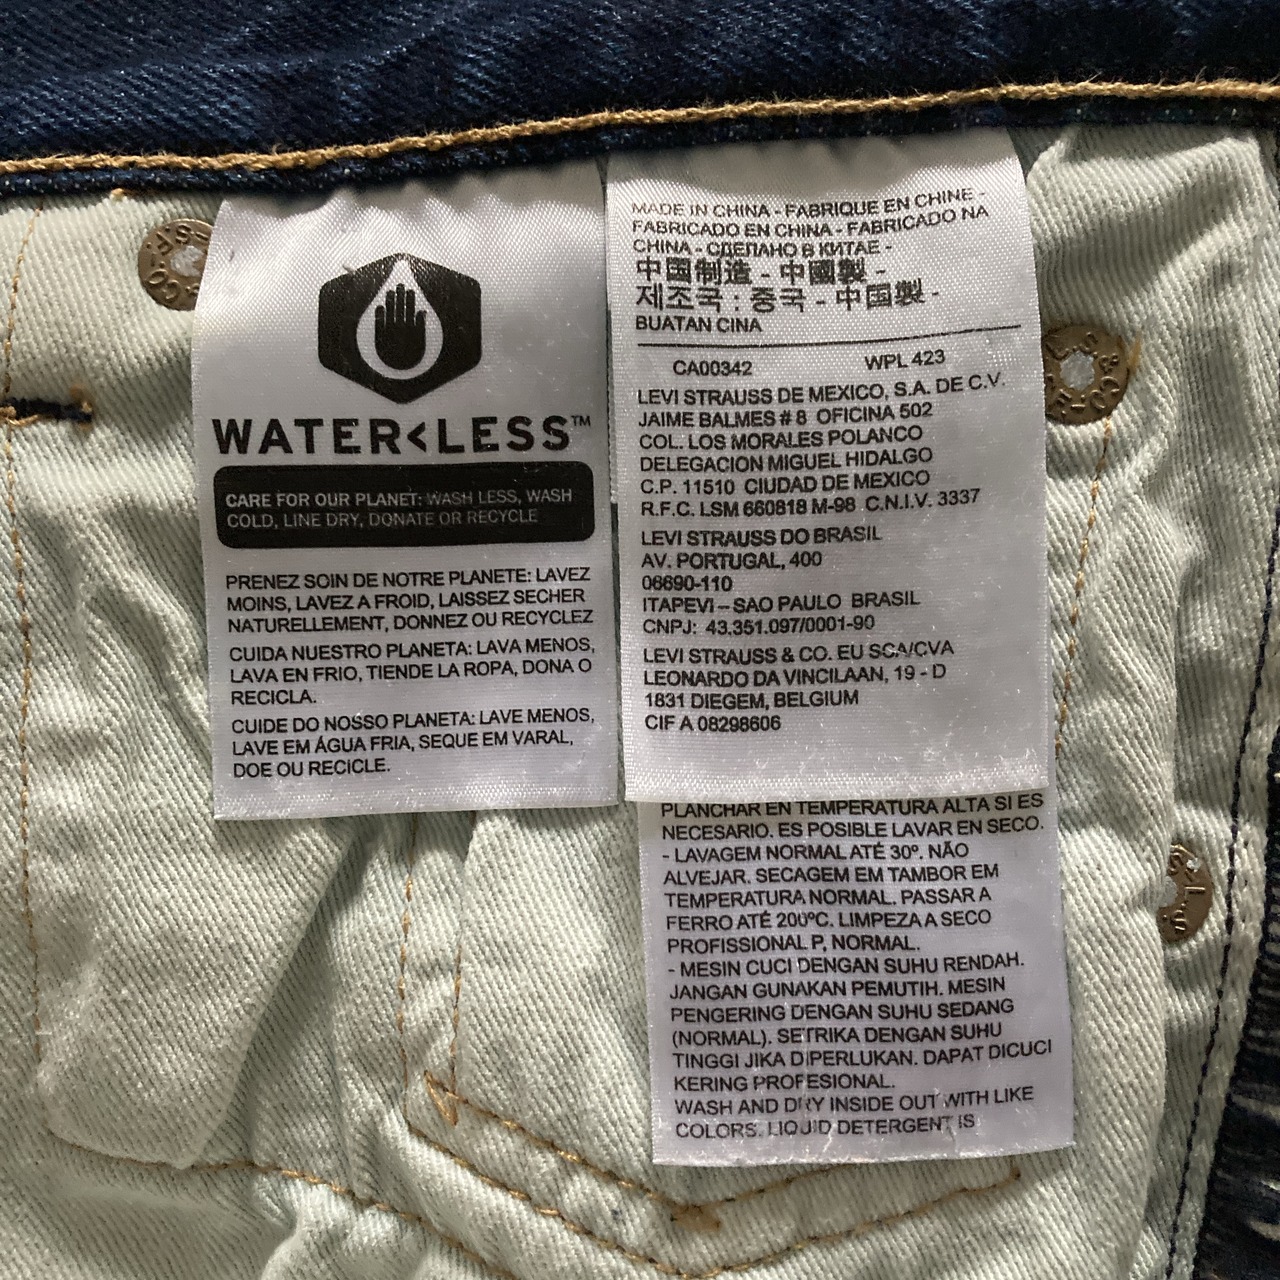 WATER<LESS™
CARE FOR OUR PLANET: WASH LESS, WASH
COLD, LINE DRY, DONATE OR RECYCLE
PRENEZ SOIN DE NOTRE PLANETE: LAVEZ
MOINS, LAVEZ A FROID, LAISSEZ SECHER
NATURELLEMENT, DONNEZ OU RECYCLEZ
CUIDA NUESTRO PLANETA: LAVA MENOS,
LAVA EN FRIO, TIENDE LA ROPA, DONA O
RECICLA.
CUIDE DO NOSSO PLANETA: LAVE MENOS,
LAVE EM ÁGUA FRIA, SEQUE EM VARAL,
DOE OU RECICLE.
MADE IN CHINA - FABRIQUE EN CHINE -
FABRICADO EN CHINA - FABRICADO NA
CHINA - СДЕЛАНО В КИТАЕ -
中国制造 - 中國製 -
제조국 : 중국 - 中国製 -
BUATAN CINA
CA00342 WPL 423
LEVI STRAUSS DE MEXICO, S.A. DE C.V.
JAIME BALMES # 8 OFICINA 502
COL. LOS MORALES POLANCO
DELEGACION MIGUEL HIDALGO
C.P. 11510 CIUDAD DE MEXICO
R.F.C. LSM 660818 M-98 C.N.I.V. 3337
LEVI STRAUSS DO BRASIL
AV. PORTUGAL, 400
06690-110
ITAPEVI – SAO PAULO BRASIL
CNPJ: 43.351.097/0001-90
LEVI STRAUSS & CO. EU SCA/CVA
LEONARDO DA VINCILAAN, 19 - D
1831 DIEGEM, BELGIUM
CIF A 08298606
PLANCHAR EN TEMPERATURA ALTA SI ES
NECESARIO. ES POSIBLE LAVAR EN SECO.
- LAVAGEM NORMAL ATÉ 30º. NÃO
ALVEJAR. SECAGEM EM TAMBOR EM
TEMPERATURA NORMAL. PASSAR A
FERRO ATÉ 200ºC. LIMPEZA A SECO
PROFISSIONAL P, NORMAL.
- MESIN CUCI DENGAN SUHU RENDAH.
JANGAN GUNAKAN PEMUTIH. MESIN
PENGERING DENGAN SUHU SEDANG
(NORMAL). SETRIKA DENGAN SUHU
TINGGI JIKA DIPERLUKAN. DAPAT DICUCI
KERING PROFESIONAL.
WASH AND DRY INSIDE OUT WITH LIKE
COLORS. LIQUID DETERGENT IS